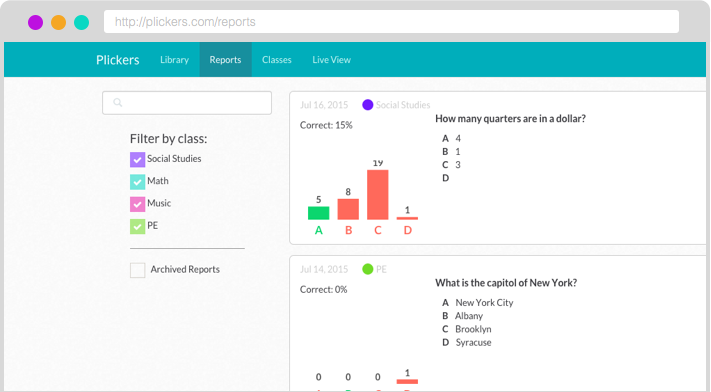 http://plickers.com/reports
Plickers Library Reports Classes Live View
Filter by class:
Social Studies
Math
Music
PE
Archived Reports
Jul 16, 2015 Social Studies
Correct: 15%
5 8 19 1
A B C D
How many quarters are in a dollar?
A 4
B 1
C 3
D
Jul 14, 2015 PE
Correct: 0%
0 0 0 1
What is the capitol of New York?
A New York City
B Albany
C Brooklyn
D Syracuse